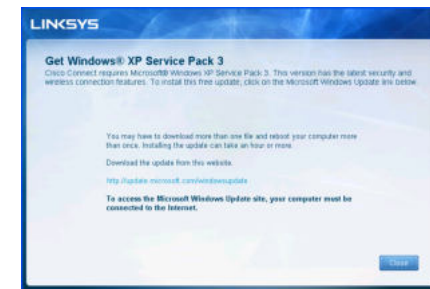 LINKSYS
Get Windows® XP Service Pack 3
Cisco Connect requires Microsoft® Windows XP Service Pack 3. This version has the latest security and
wireless connection features. To install this free update, click on the Microsoft Windows Update link below.
You may have to download more than one file and reboot your computer more
than once. Installing the update can take an hour or more.
Download the update from this website.
http://update.microsoft.com/windowsupdate
To access the Microsoft Windows Update site, your computer must be
connected to the Internet.
Close